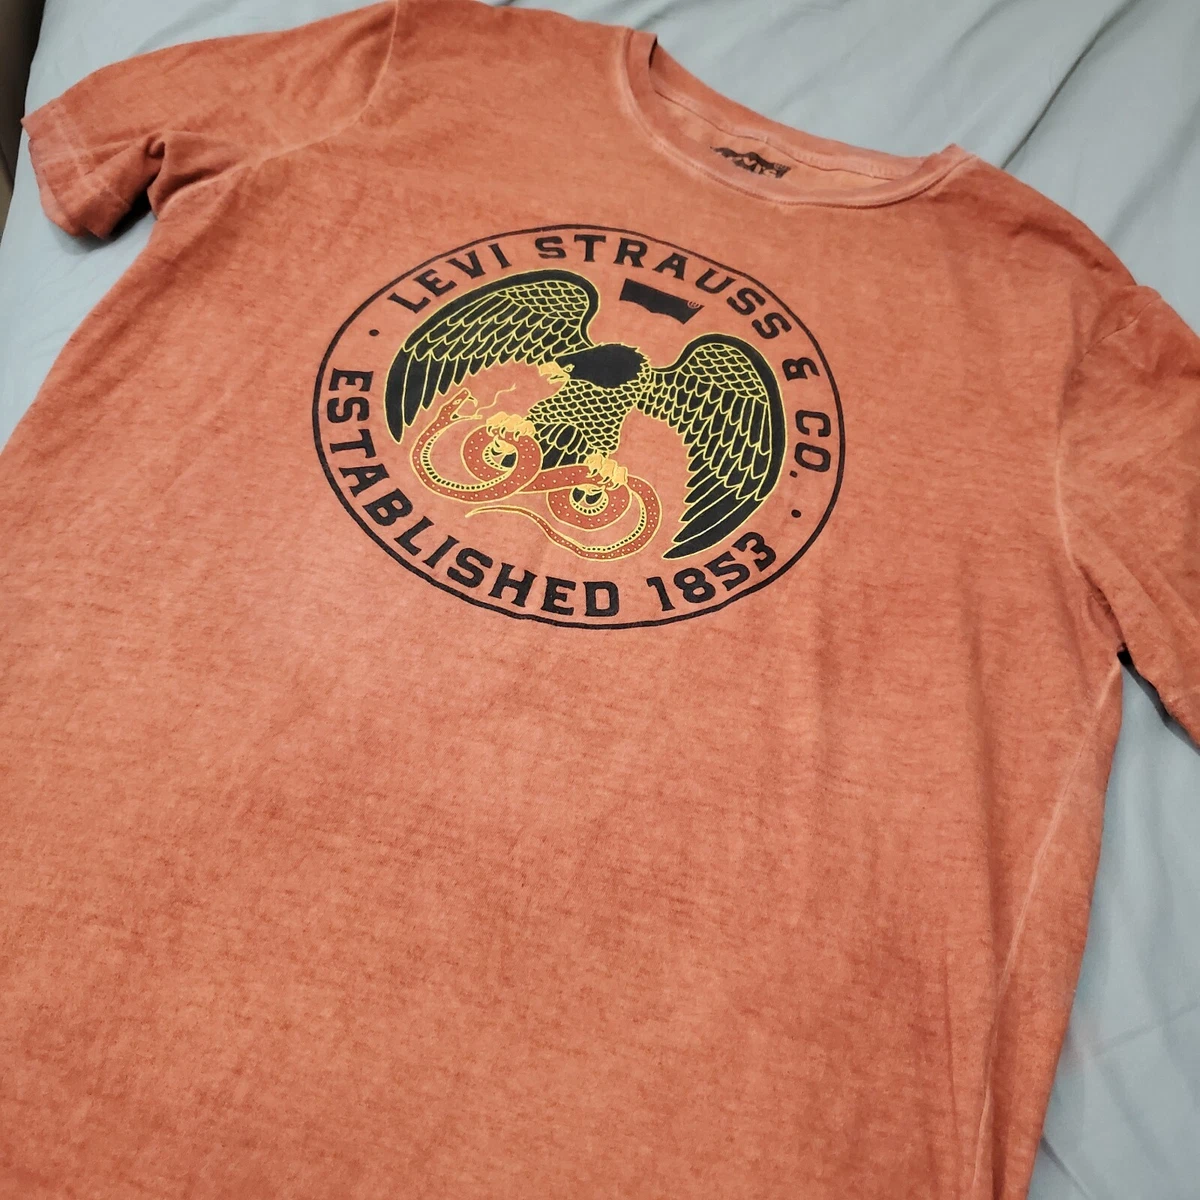 LEVI STRAUSS & CO.
ESTABLISHED 1853
®